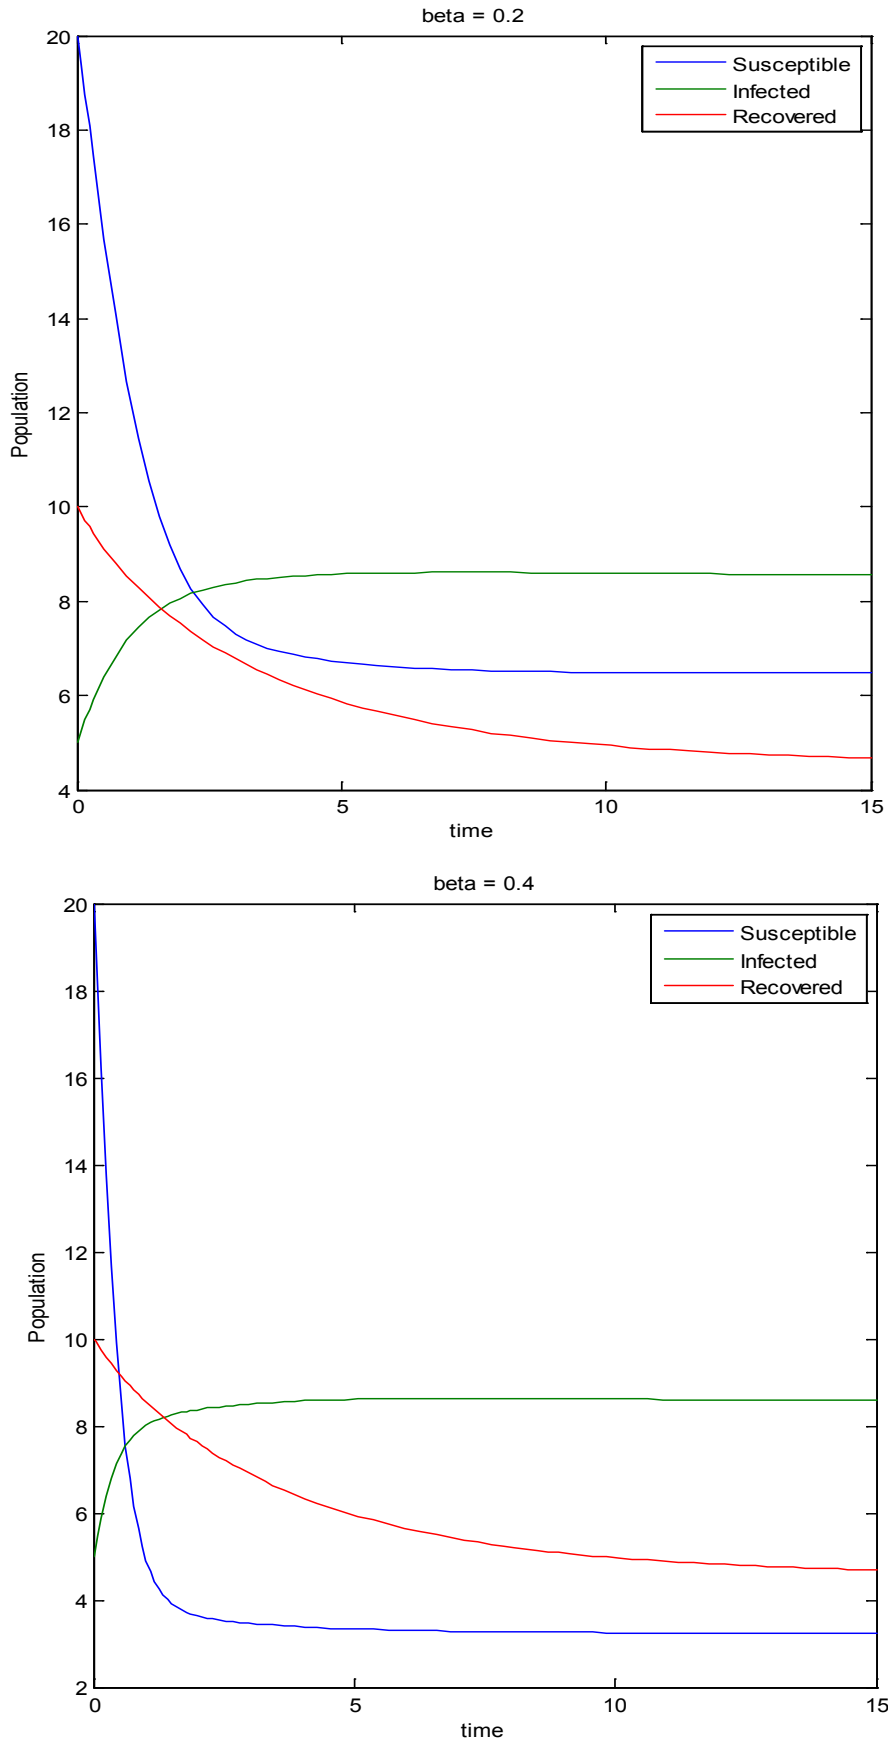 beta = 0.2
20
18
16
14
12
10
8
6
4
Population
Susceptible
Infected
Recovered
0
5
10
15
time
beta = 0.4
20
18
16
14
12
10
8
6
4
2
Population
Susceptible
Infected
Recovered
0
5
10
15
time